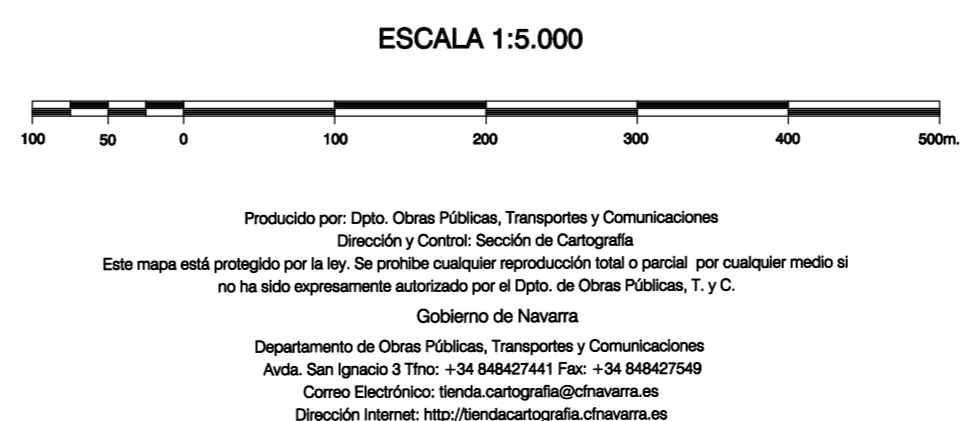 ESCALA 1:5.000
100 50 0 100 200 300 400 500m.
Producido por: Dpto. Obras Públicas, Transportes y Comunicaciones
Dirección y Control: Sección de Cartografía
Este mapa está protegido por la ley. Se prohibe cualquier reproducción total o parcial por cualquier medio si
no ha sido expresamente autorizado por el Dpto. de Obras Públicas, T. y C.
Gobierno de Navarra
Departamento de Obras Públicas, Transportes y Comunicaciones
Avda. San Ignacio 3 Tfno: +34 848427441 Fax: +34 848427549
Correo Electrónico: tienda.cartografia@cfnavarra.es
Dirección Internet: http://tiendacartografia.cfnavarra.es